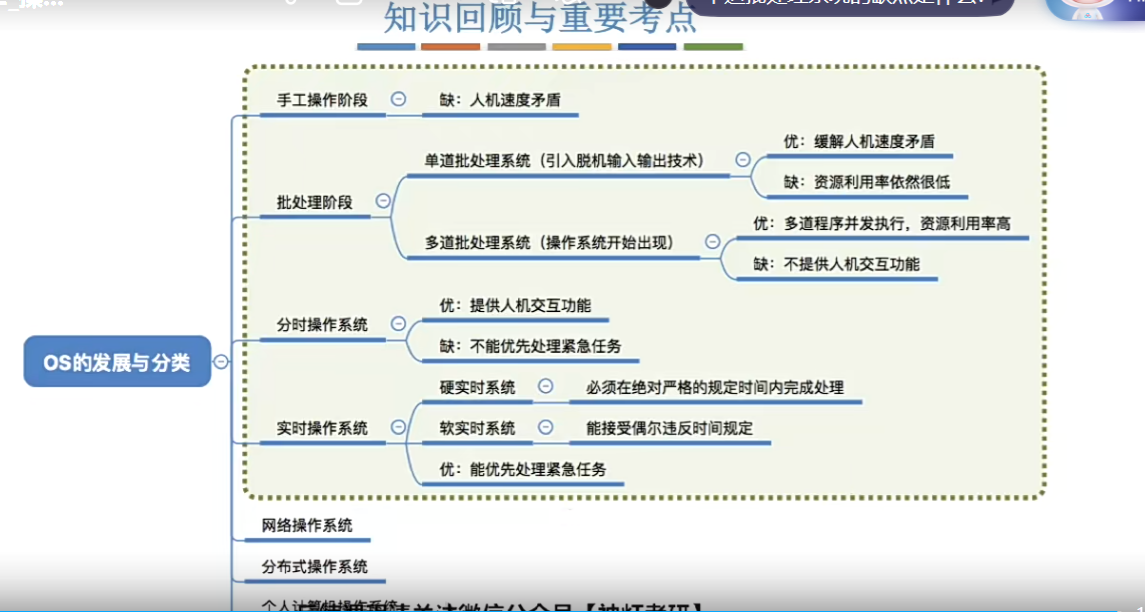 知识回顾与重要考点
手工操作阶段
缺：人机速度矛盾
批处理阶段
单道批处理系统（引入脱机输入输出技术）
优：缓解人机速度矛盾
缺：资源利用率依然很低
多道批处理系统（操作系统开始出现）
优：多道程序并发执行，资源利用率高
缺：不提供人机交互功能
OS的发展与分类
分时操作系统
优：提供人机交互功能
缺：不能优先处理紧急任务
实时操作系统
硬实时系统
必须在绝对严格的规定时间内完成处理
软实时系统
能接受偶尔违反时间规定
优：能优先处理紧急任务
网络操作系统
分布式操作系统
个人计算机操作系统